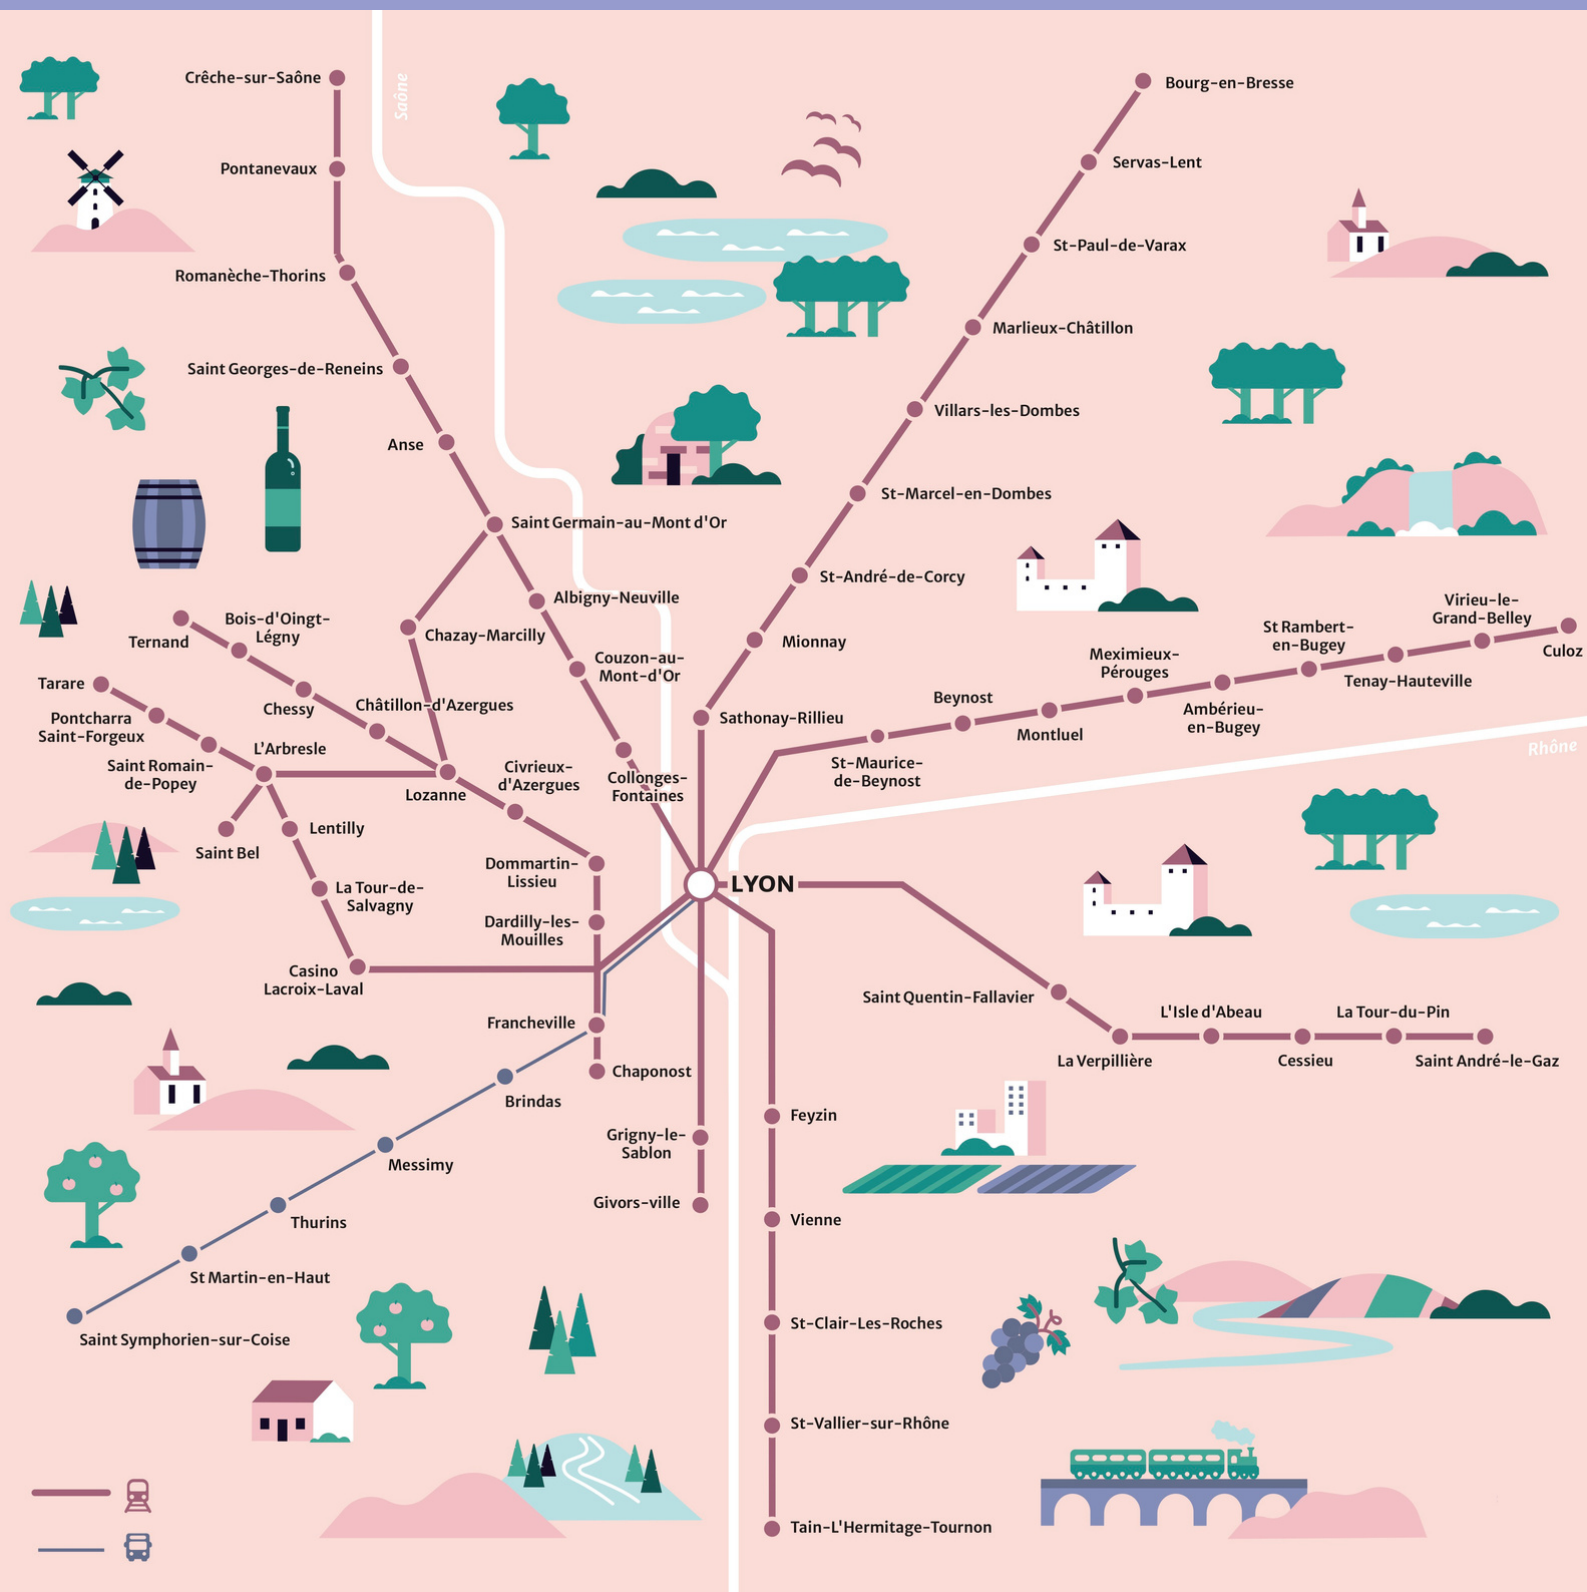 Crêche-sur-Saône
Saône
Bourg-en-Bresse
Pontanevaux
Servas-Lent
Romanèche-Thorins
St-Paul-de-Varax
Marlieux-Châtillon
Saint Georges-de-Reneins
Villars-les-Dombes
Anse
St-Marcel-en-Dombes
Saint Germain-au-Mont d'Or
St-André-de-Corcy
Albigny-Neuville
Bois-d'Oingt-
Légny
Ternand
Chazay-Marcilly
Mionnay
Virieu-le-
Grand-Belley
St Rambert-
en-Bugey
Culoz
Meximieux-
Pérouges
Couzon-au-
Mont-d'Or
Tarare
Tenay-Hauteville
Beynost
Chessy
Châtillon-d'Azergues
Pontcharra
Saint-Forgeux
Sathonay-Rillieu
Ambérieu-
en-Bugey
Montluel
L'Arbresle
Rhône
Saint Romain-
de-Popey
Civrieux-
d'Azergues
St-Maurice-
de-Beynost
Collonges-
Fontaines
Lozanne
Lentilly
Saint Bel
Dommartin-
Lissieu
LYON
La Tour-de-
Salvagny
Dardilly-les-
Mouilles
Casino
Lacroix-Laval
Saint Quentin-Fallavier
L'Isle d'Abeau
La Tour-du-Pin
Francheville
La Verpillière
Cessieu
Saint André-le-Gaz
Chaponost
Brindas
Feyzin
Grigny-le-
Sablon
Messimy
Givors-ville
Vienne
Thurins
St Martin-en-Haut
St-Clair-Les-Roches
Saint Symphorien-sur-Coise
St-Vallier-sur-Rhône
Tain-L'Hermitage-Tournon